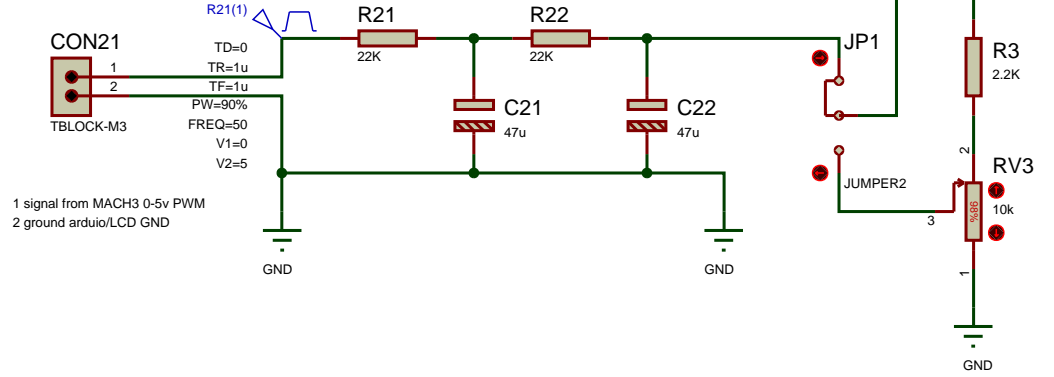 R21(1)
R21
R22
CON21
TD=0
22K
22K
JP1
1
TR=1u
R3
2.2K
2
TF=1u
PW=90%
C21
C22
TBLOCK-M3
FREQ=50
47u
47u
V1=0
2
V2=5
JUMPER2
RV3
98%
10k
1 signal from MACH3 0-5v PWM
2 ground arduio/LCD GND
3
GND
GND
1
GND